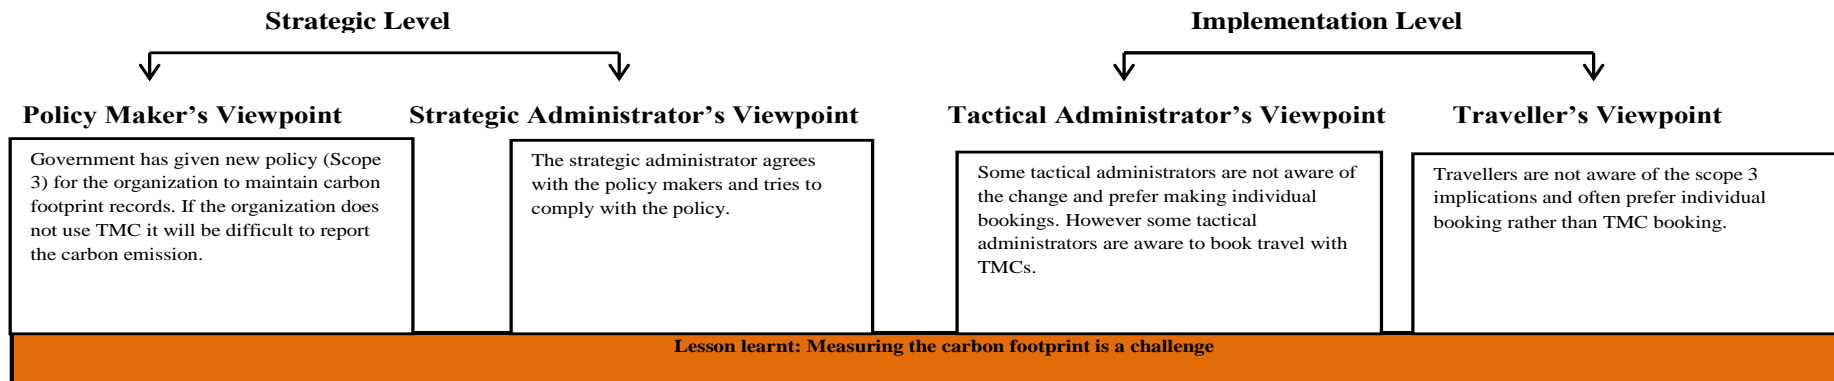 Strategic Level
Implementation Level
Policy Maker's Viewpoint
Strategic Administrator's Viewpoint
Tactical Administrator's Viewpoint
Traveller's Viewpoint
Government has given new policy (Scope
3) for the organization to maintain carbon
footprint records. If the organization does
not use TMC it will be difficult to report
the carbon emission.
The strategic administrator agrees
with the policy makers and tries to
comply with the policy.
Some tactical administrators are not aware of
the change and prefer making individual
bookings. However some tactical
administrators are aware to book travel with
TMCs.
Travellers are not aware of the scope 3
implications and often prefer individual
booking rather than TMC booking.
Lesson learnt: Measuring the carbon footprint is a challenge